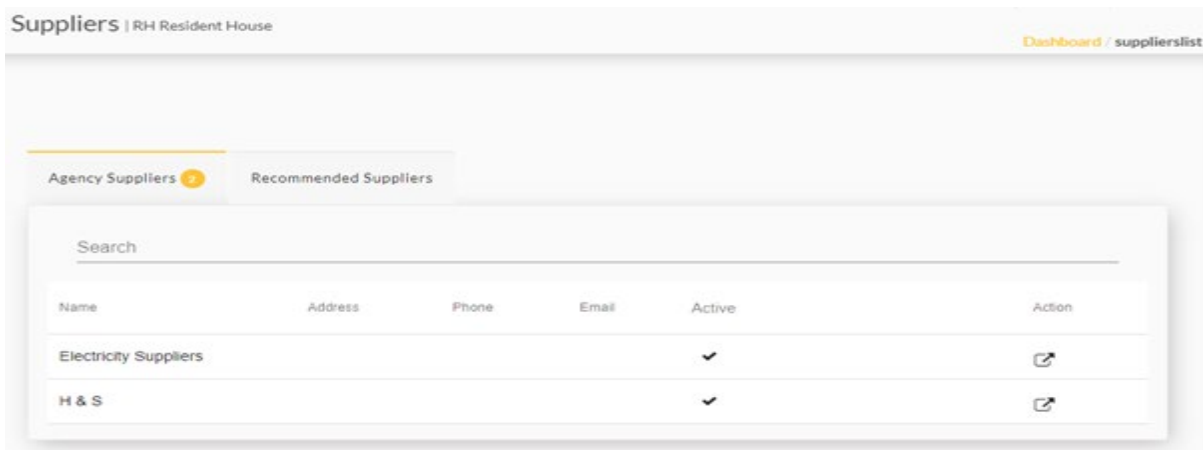 Suppliers | RH Resident House
Dashboard / supplierslist
Agency Suppliers 2 Recommended Suppliers
Search
Name Address Phone Email Active Action
Electricity Suppliers
H & S